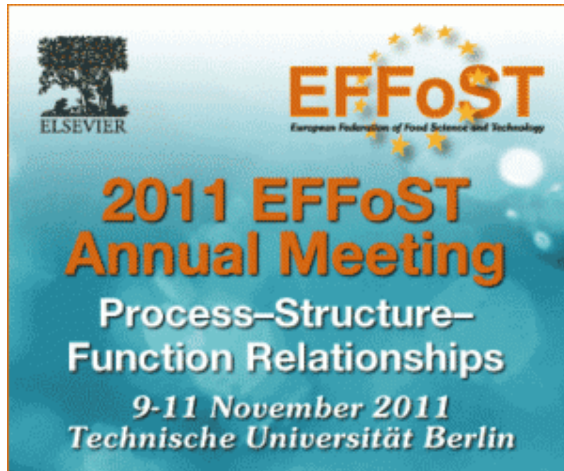 ELSEVIER
EFFoST
European Federation of Food Science and Technology
2011 EFFoST
Annual Meeting
Process–Structure–
Function Relationships
9-11 November 2011
Technische Universität Berlin